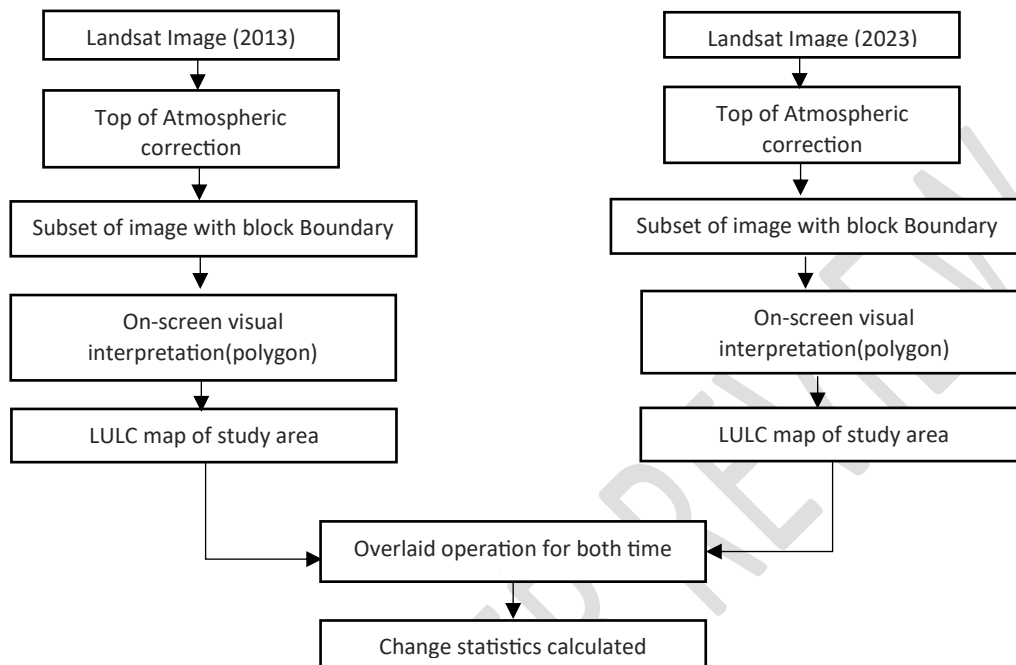 Landsat Image (2013)
Top of Atmospheric
correction
Subset of image with block Boundary
On-screen visual
interpretation(polygon)
LULC map of study area
Landsat Image (2023)
Top of Atmospheric
correction
Subset of image with block Boundary
On-screen visual
interpretation(polygon)
LULC map of study area
Overlaid operation for both time
Change statistics calculated
REVIEW